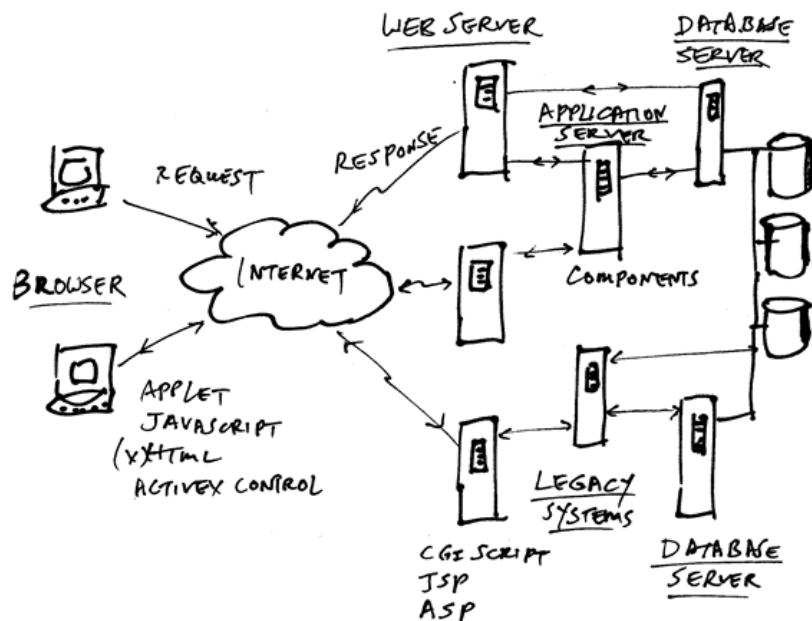 WEB SERVER
DATABASE
SERVER
APPLICATION
SERVER
RESPONSE
REQUEST
INTERNET
BROWSER
COMPONENTS
APPLET
JAVASCRIPT
(X)HTML
ACTIVEX CONTROL
LEGACY
SYSTEMS
CGI SCRIPT
JSP
ASP
DATABASE
SERVER